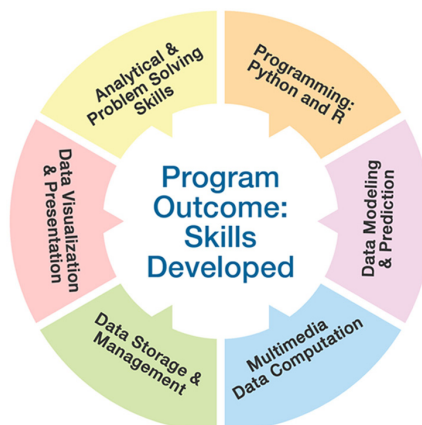 Program
Outcome:
Skills
Developed
Programming:
Python and R
Data Modeling
& Prediction
Multimedia
Data Computation
Data Storage &
Management
Data Visualization
& Presentation
Analytical &
Problem Solving
Skills